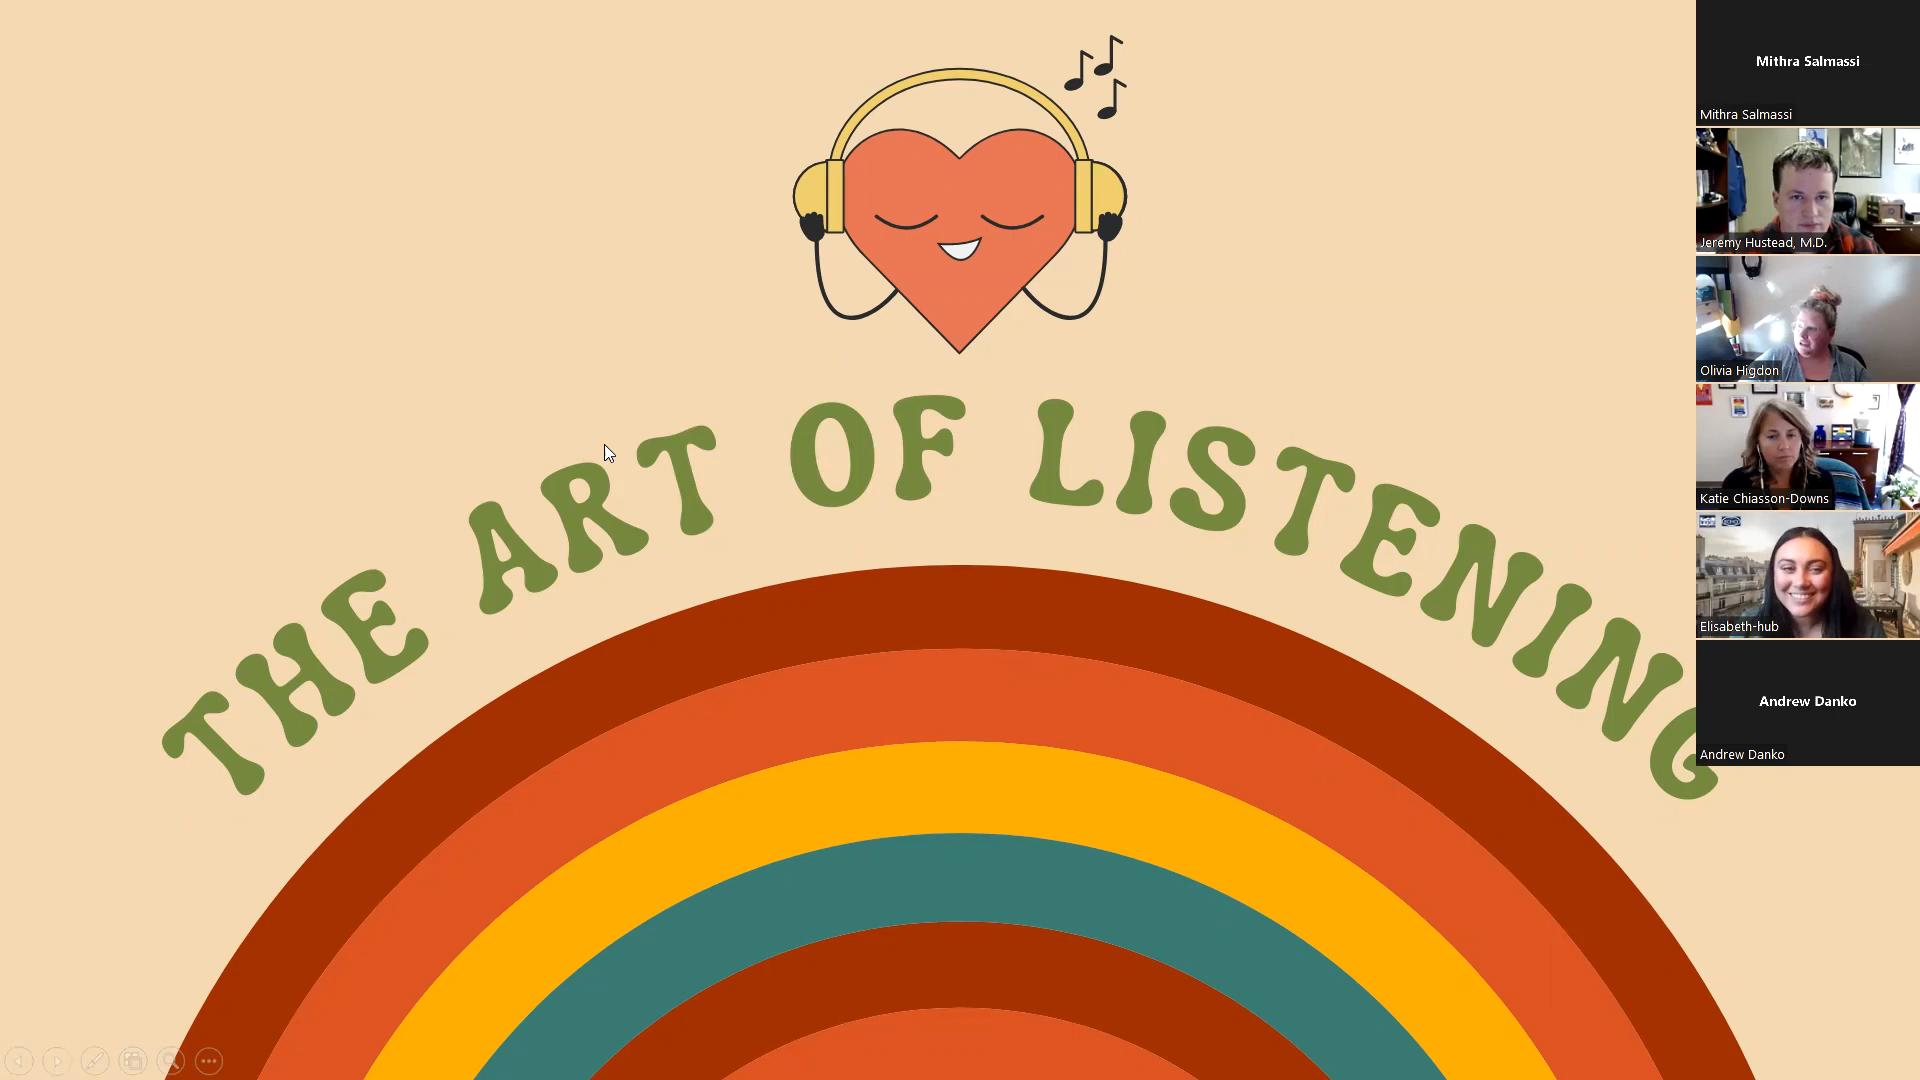 THE ART OF LISTENING
Mithra Salmassi
Mithra Salmassi
Jeremy Hustead, M.D.
Olivia Higdon
Katie Chiasson-Downs
Elisabeth-hub
Andrew Danko
Andrew Danko